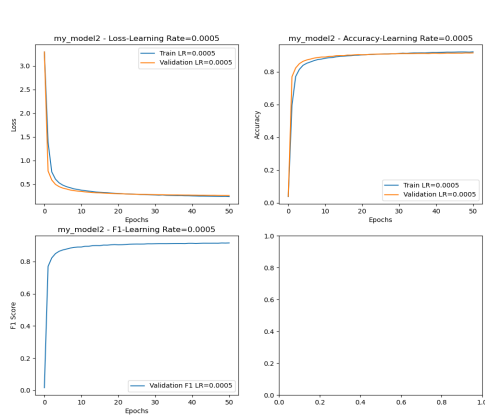 my_model2 - Loss-Learning Rate=0.0005
3.0
2.5
2.0
1.5
1.0
0.5
Loss
Train LR=0.0005
Validation LR=0.0005
0 10 20 30 40 50
Epochs
my_model2 - Accuracy-Learning Rate=0.0005
0.8
0.6
0.4
0.2
0.0
Accuracy
Train LR=0.0005
Validation LR=0.0005
0 10 20 30 40 50
Epochs
my_model2 - F1-Learning Rate=0.0005
0.8
0.6
0.4
0.2
0.0
F1 Score
Validation F1 LR=0.0005
0 10 20 30 40 50
Epochs
1.0
0.8
0.6
0.4
0.2
0.0
0.0 0.2 0.4 0.6 0.8 1.0